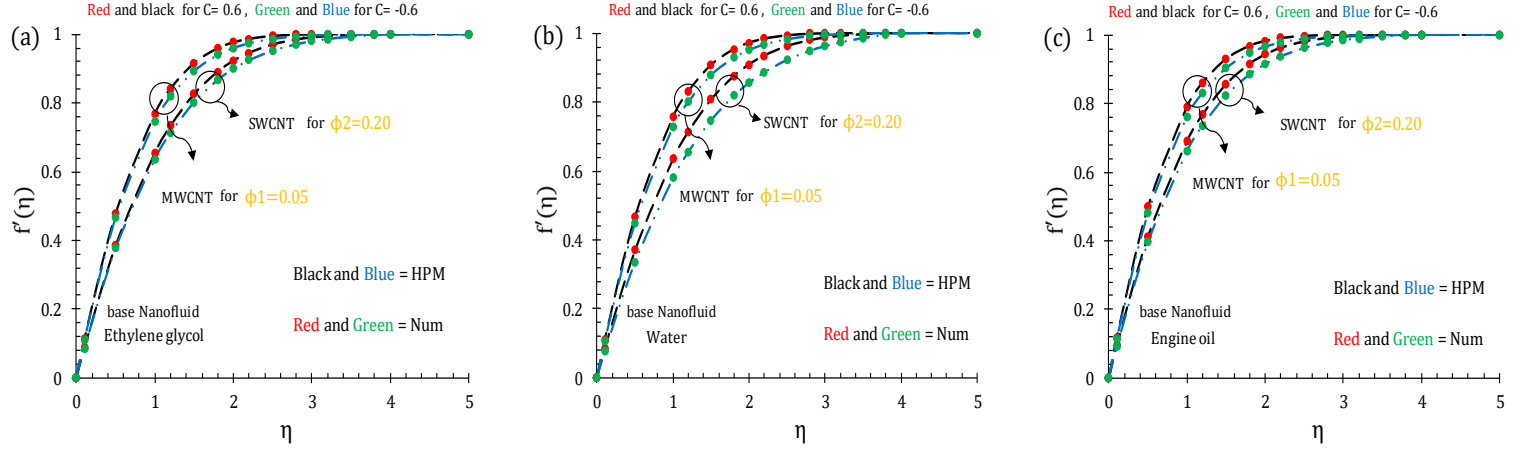 Red and black for C= 0.6 , Green and Blue for C= -0.6
(a)
1
0.8
0.6
0.4
0.2
0
f′(η)
SWCNT for ϕ2=0.20
MWCNT for ϕ1=0.05
Black and Blue = HPM
base Nanofluid
Ethylene glycol
Red and Green = Num
0 1 2 3 4 5
η
Red and black for C= 0.6 , Green and Blue for C= -0.6
(b)
1
0.8
0.6
0.4
0.2
0
f′(η)
SWCNT for ϕ2=0.20
MWCNT for ϕ1=0.05
Black and Blue = HPM
base Nanofluid
Water
Red and Green = Num
0 1 2 3 4 5
η
Red and black for C= 0.6 , Green and Blue for C= -0.6
(c)
1
0.8
0.6
0.4
0.2
0
f′(η)
SWCNT for ϕ2=0.20
MWCNT for ϕ1=0.05
Black and Blue = HPM
base Nanofluid
Engine oil
Red and Green = Num
0 1 2 3 4 5
η